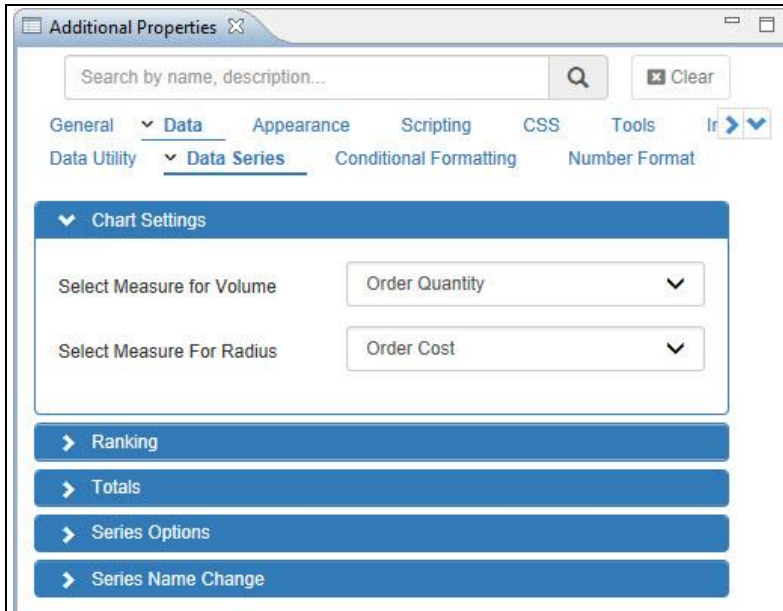 Additional Properties
Search by name, description...
Clear
General Data Appearance Scripting CSS Tools
Data Utility Data Series Conditional Formatting Number Format
Chart Settings
Select Measure for Volume Order Quantity
Select Measure For Radius Order Cost
Ranking
Totals
Series Options
Series Name Change